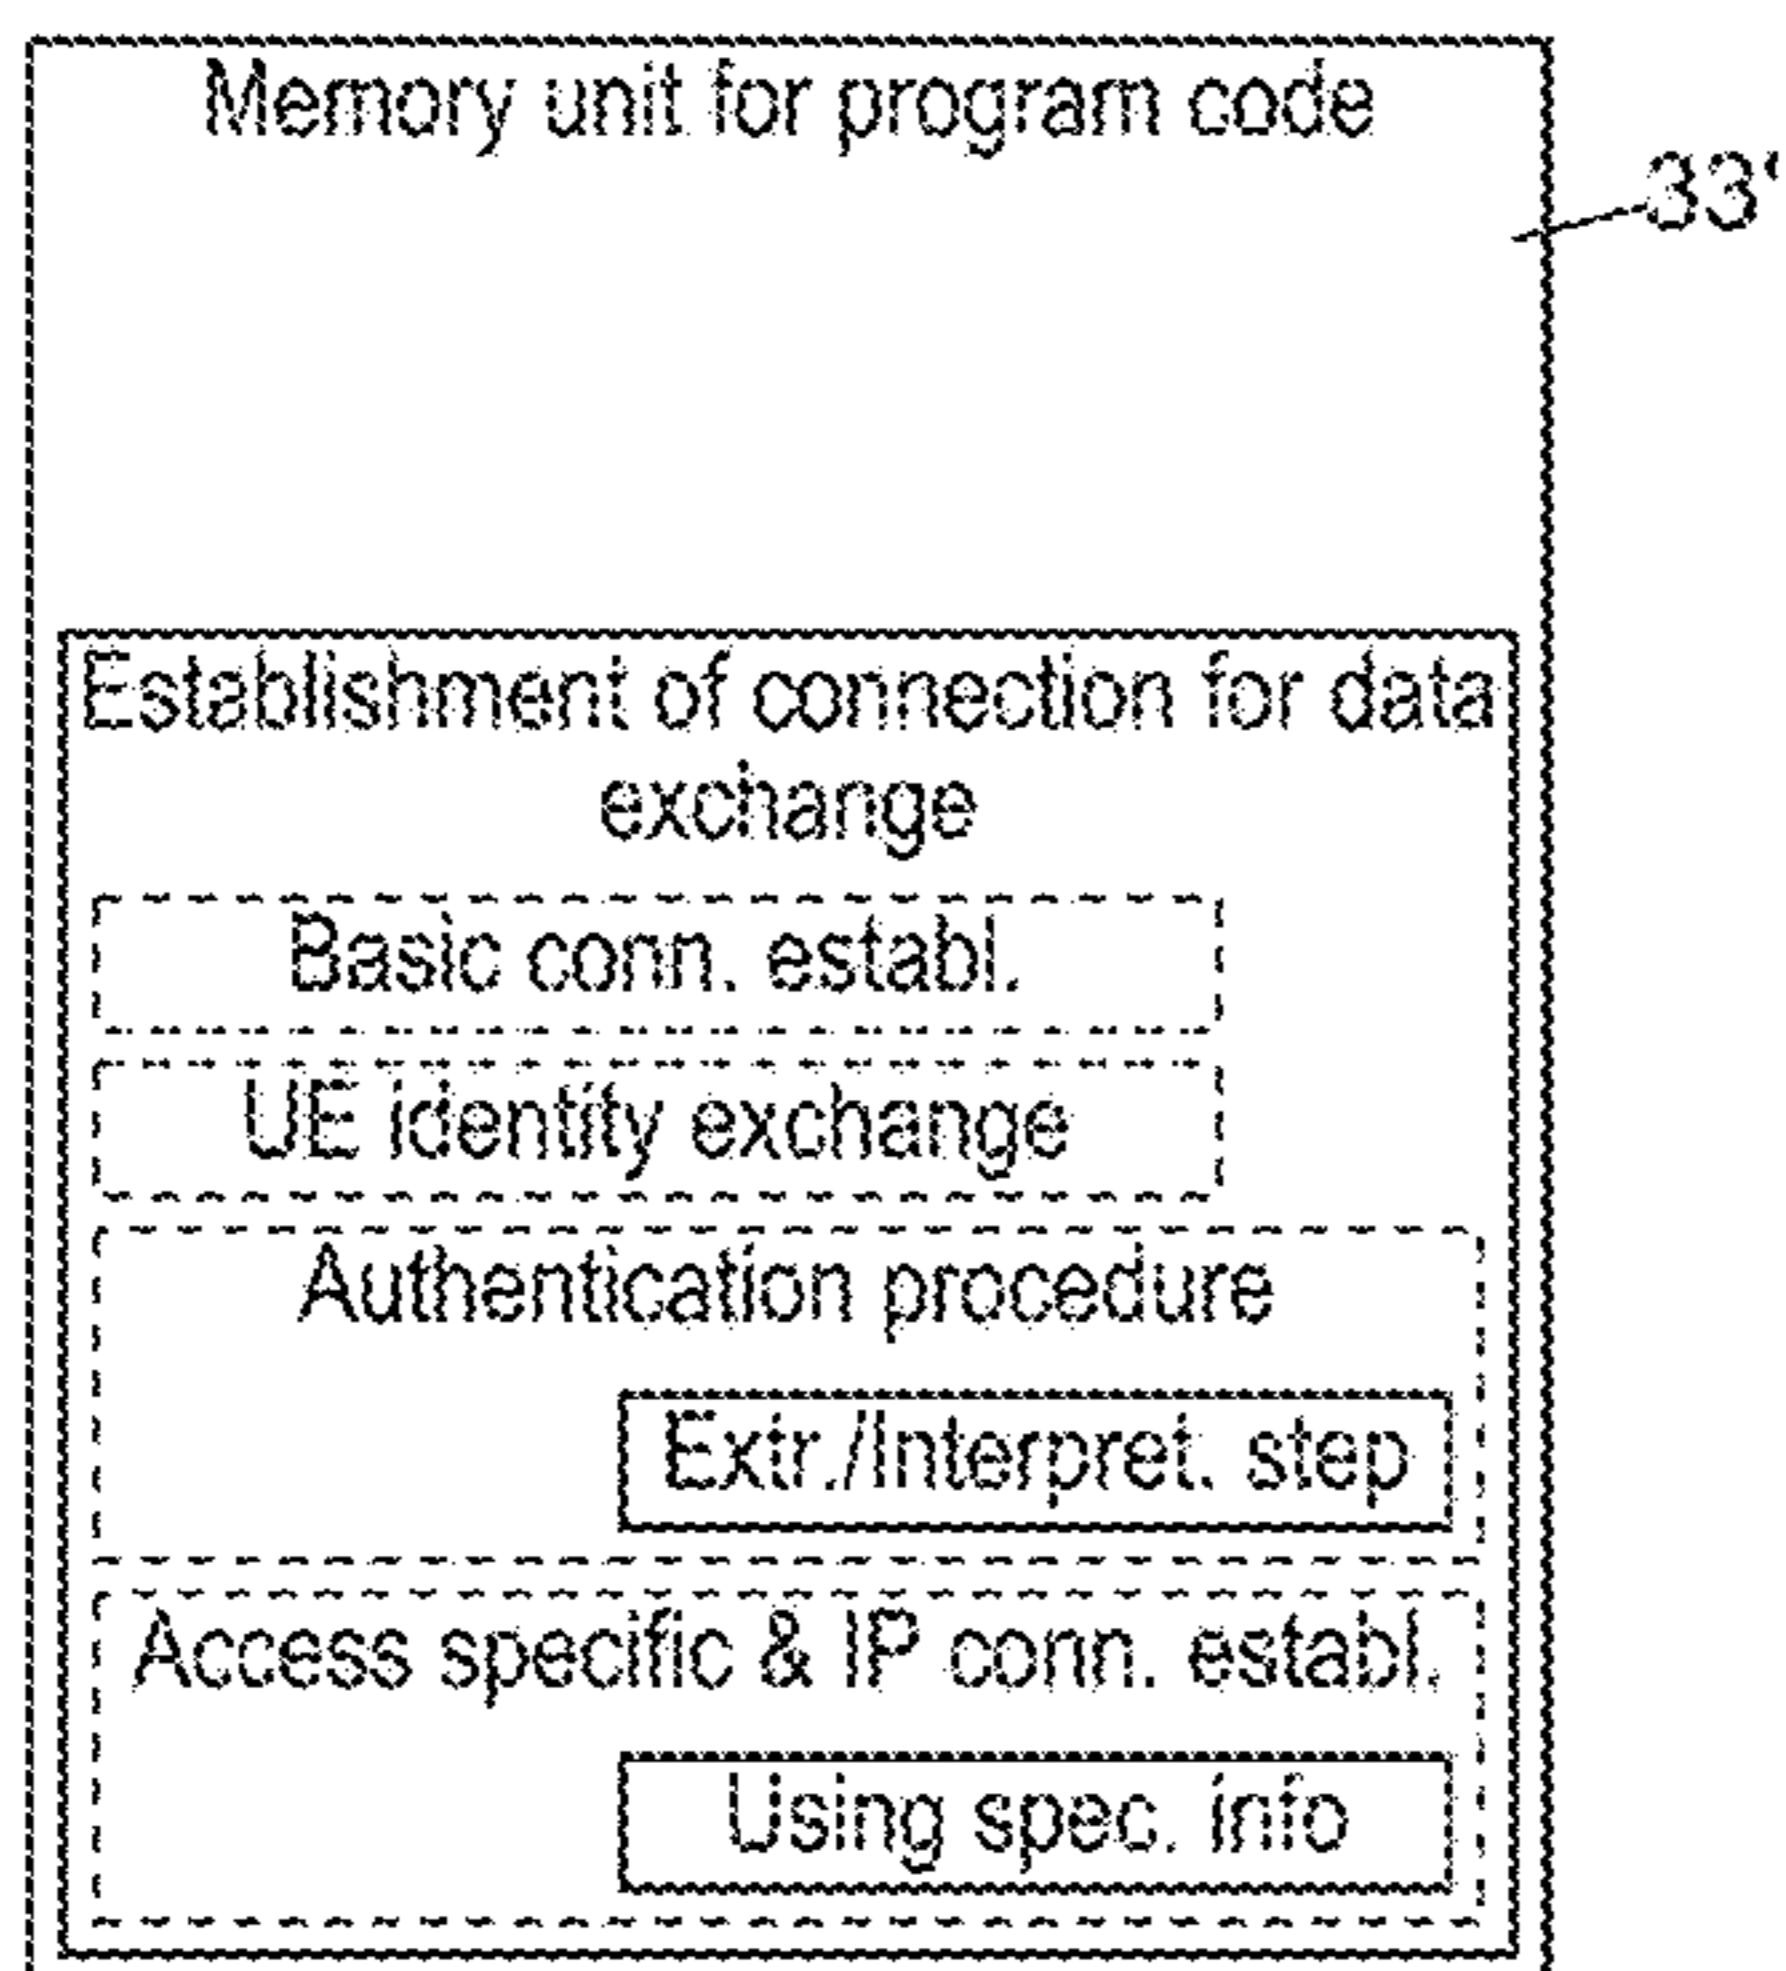 Memory unit for program code
33'
Establishment of connection for data
exchange
Basic conn. establ.
UE identity exchange
Authentication procedure
Extr./Interpret. step
Access specific & IP conn. establ.
Using spec. info